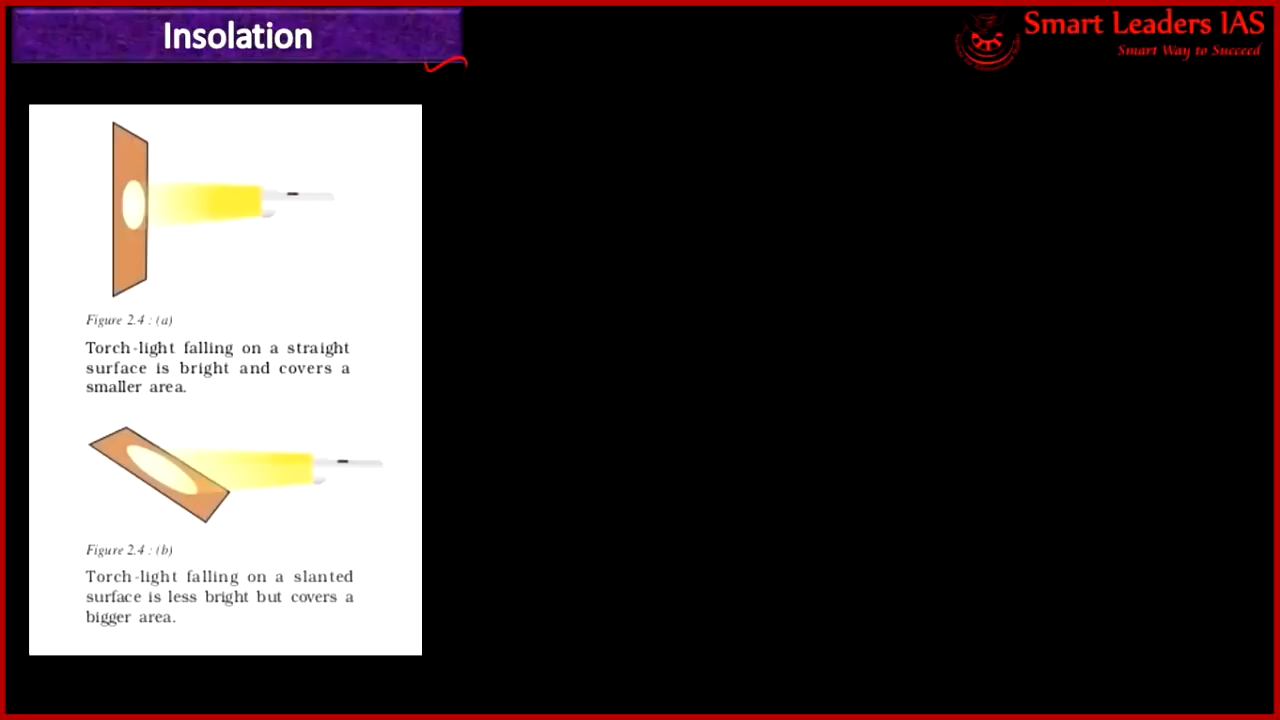 Insolation
Smart Leaders IAS
Smart Way to Succeed
Figure 2.4 : (a)
Torch-light falling on a straight
surface is bright and covers a
smaller area.
Figure 2.4 : (b)
Torch-light falling on a slanted
surface is less bright but covers a
bigger area.